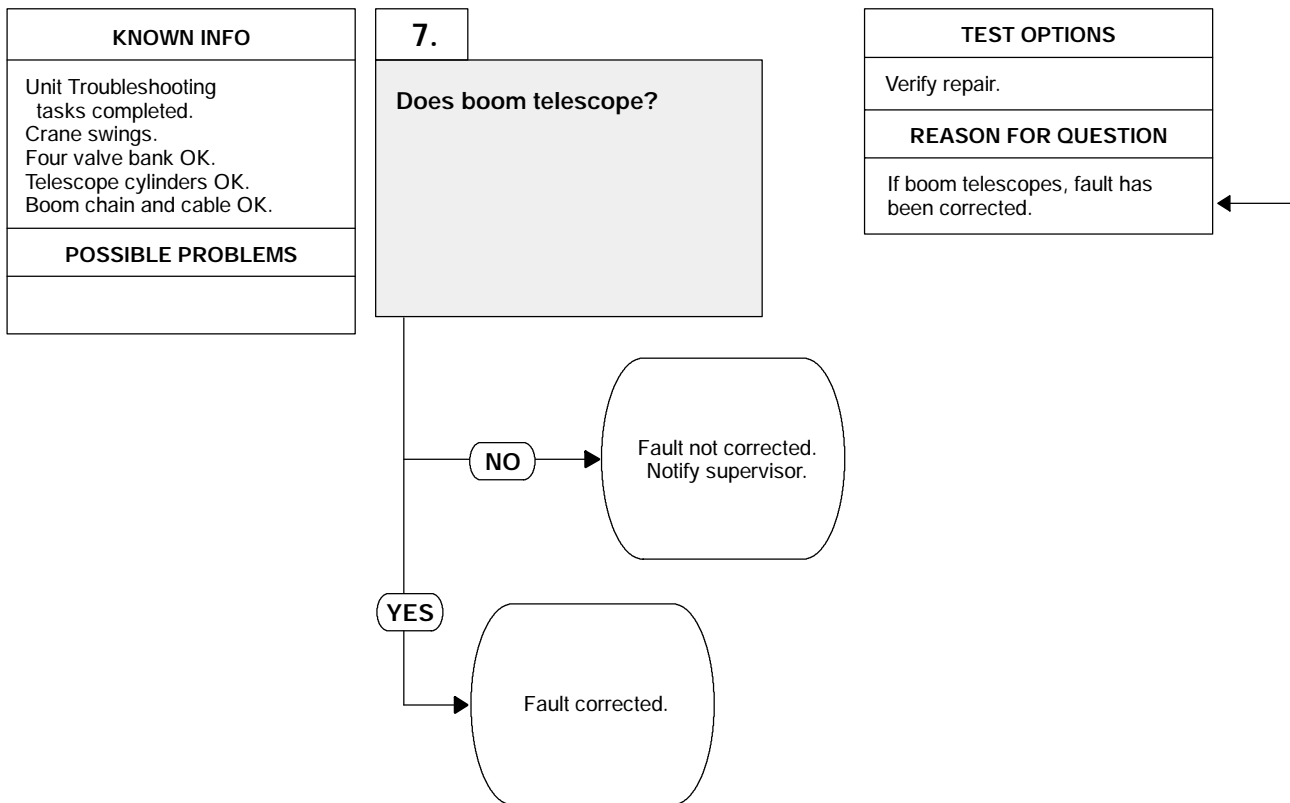 KNOWN INFO
Unit Troubleshooting
tasks completed.
Crane swings.
Four valve bank OK.
Telescope cylinders OK.
Boom chain and cable OK.
POSSIBLE PROBLEMS
7.
Does boom telescope?
TEST OPTIONS
Verify repair.
REASON FOR QUESTION
If boom telescopes, fault has
been corrected.
NO
Fault not corrected.
Notify supervisor.
YES
Fault corrected.